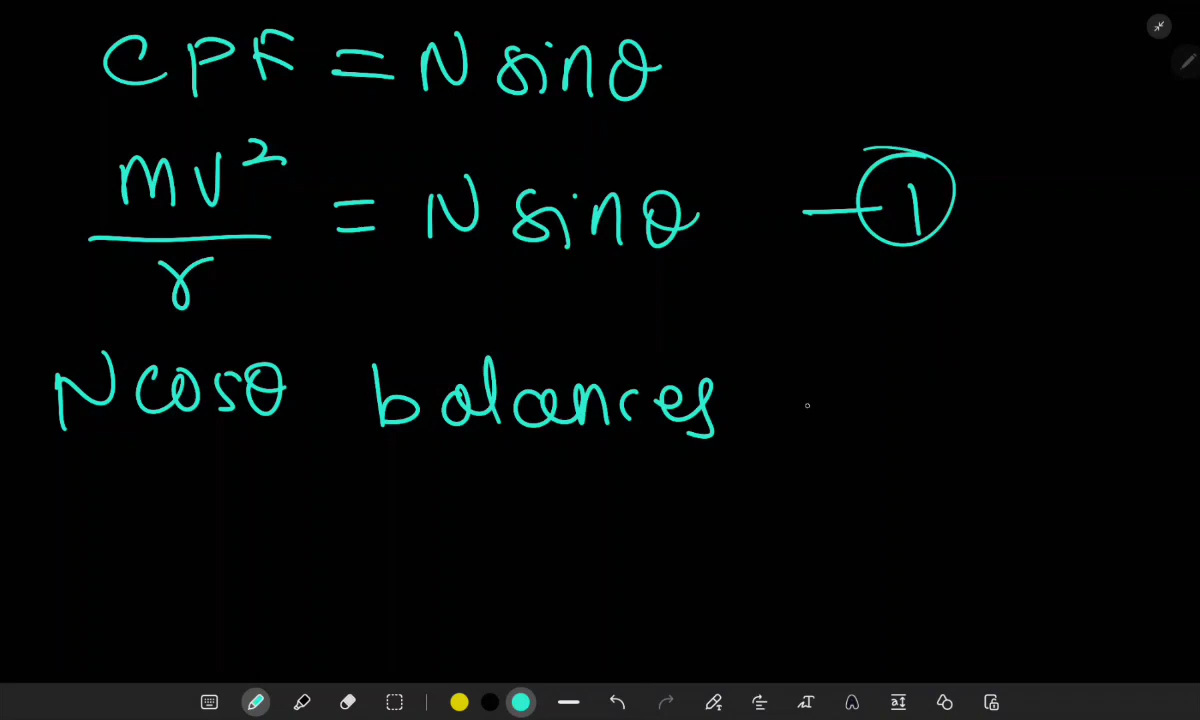 CPF = N sinθ
mv²/r = N sinθ —①
N cosθ balances